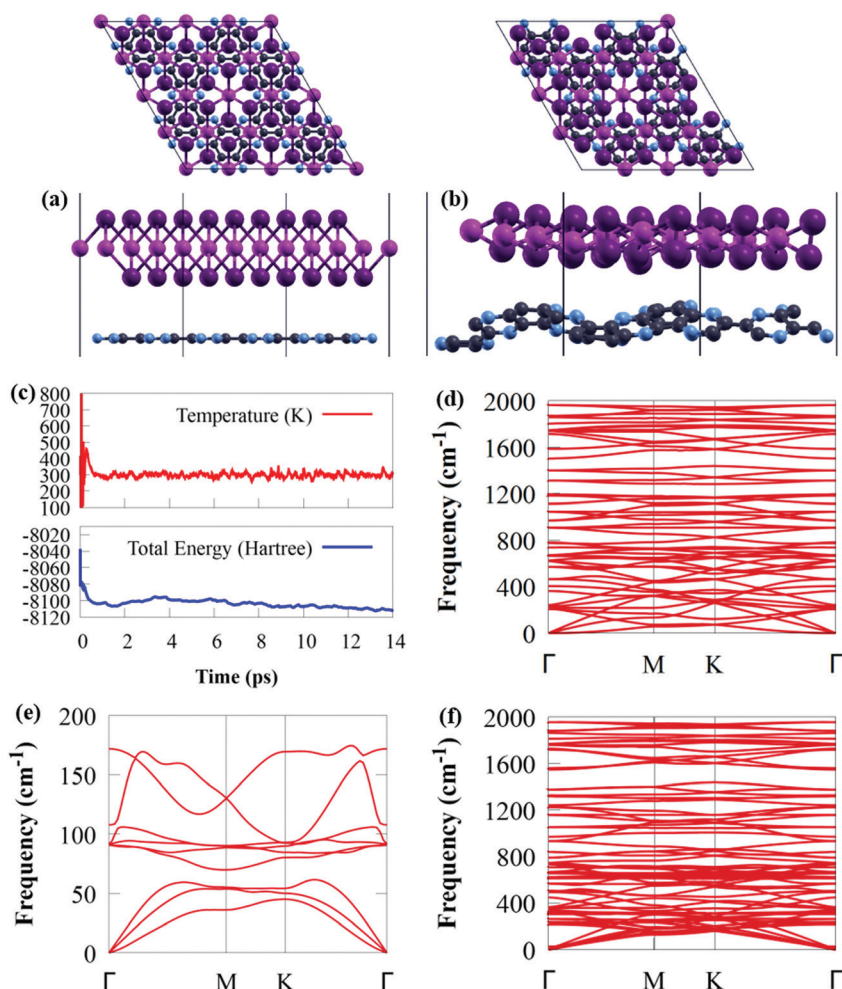 (a)
(b)
(c)
800
700
600
500
400
300
200
100
Temperature (K)
-8020
-8040
-8060
-8080
-8100
-8120
Total Energy (Hartree)
0 2 4 6 8 10 12 14
Time (ps)
(d)
Frequency (cm-1)
2000
1600
1200
800
400
0
Γ M K Γ
(e)
Frequency (cm-1)
200
150
100
50
0
Γ M K Γ
(f)
Frequency (cm-1)
2000
1600
1200
800
400
0
Γ M K Γ